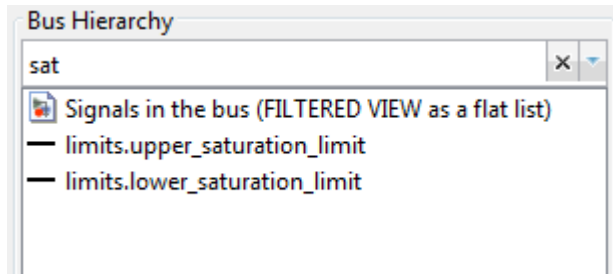 Bus Hierarchy
sat
Signals in the bus (FILTERED VIEW as a flat list)
limits.upper_saturation_limit
limits.lower_saturation_limit